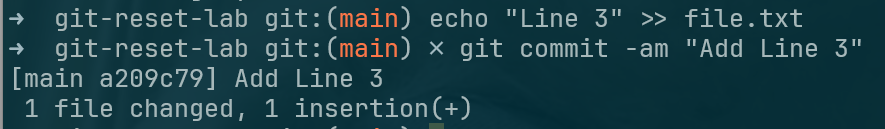 ➜  git-reset-lab git:(main) echo "Line 3" >> file.txt
➜  git-reset-lab git:(main) ✗ git commit -am "Add Line 3"
[main a209c79] Add Line 3
 1 file changed, 1 insertion(+)